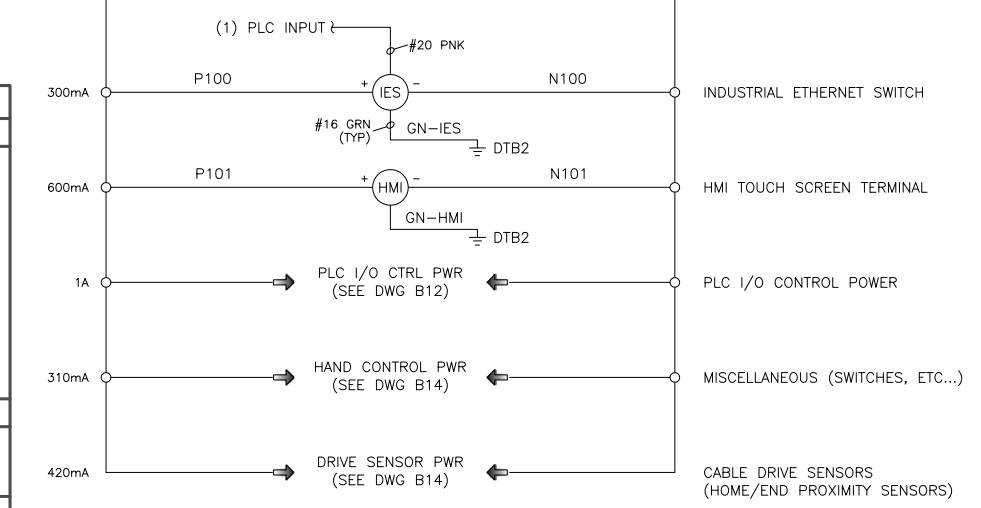 (1) PLC INPUT
#20 PNK
300mA
P100
+
IES
−
N100
INDUSTRIAL ETHERNET SWITCH
#16 GRN
(TYP)
GN−IES
DTB2
600mA
P101
+
HMI
−
N101
HMI TOUCH SCREEN TERMINAL
GN−HMI
DTB2
1A
PLC I/O CTRL PWR
(SEE DWG B12)
PLC I/O CONTROL POWER
310mA
HAND CONTROL PWR
(SEE DWG B14)
MISCELLANEOUS (SWITCHES, ETC...)
420mA
DRIVE SENSOR PWR
(SEE DWG B14)
CABLE DRIVE SENSORS
(HOME/END PROXIMITY SENSORS)